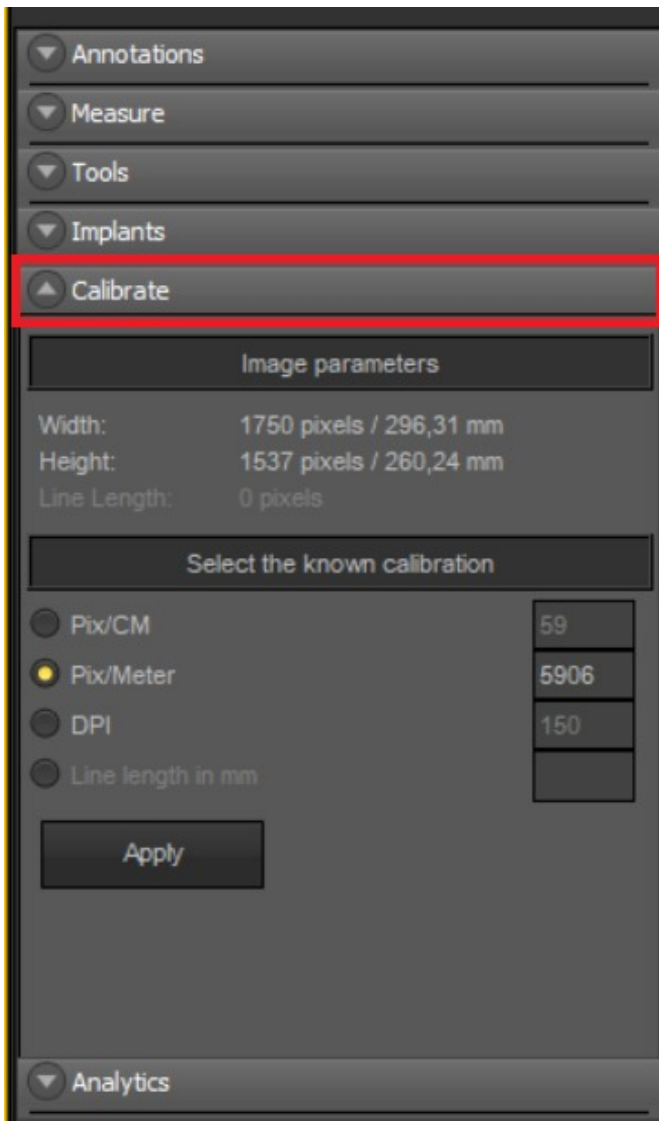 Annotations
Measure
Tools
Implants
Calibrate
Image parameters
Width: 1750 pixels / 296,31 mm
Height: 1537 pixels / 260,24 mm
Line Length: 0 pixels
Select the known calibration
Pix/CM 59
Pix/Meter 5906
DPI 150
Line length in mm
Apply
Analytics